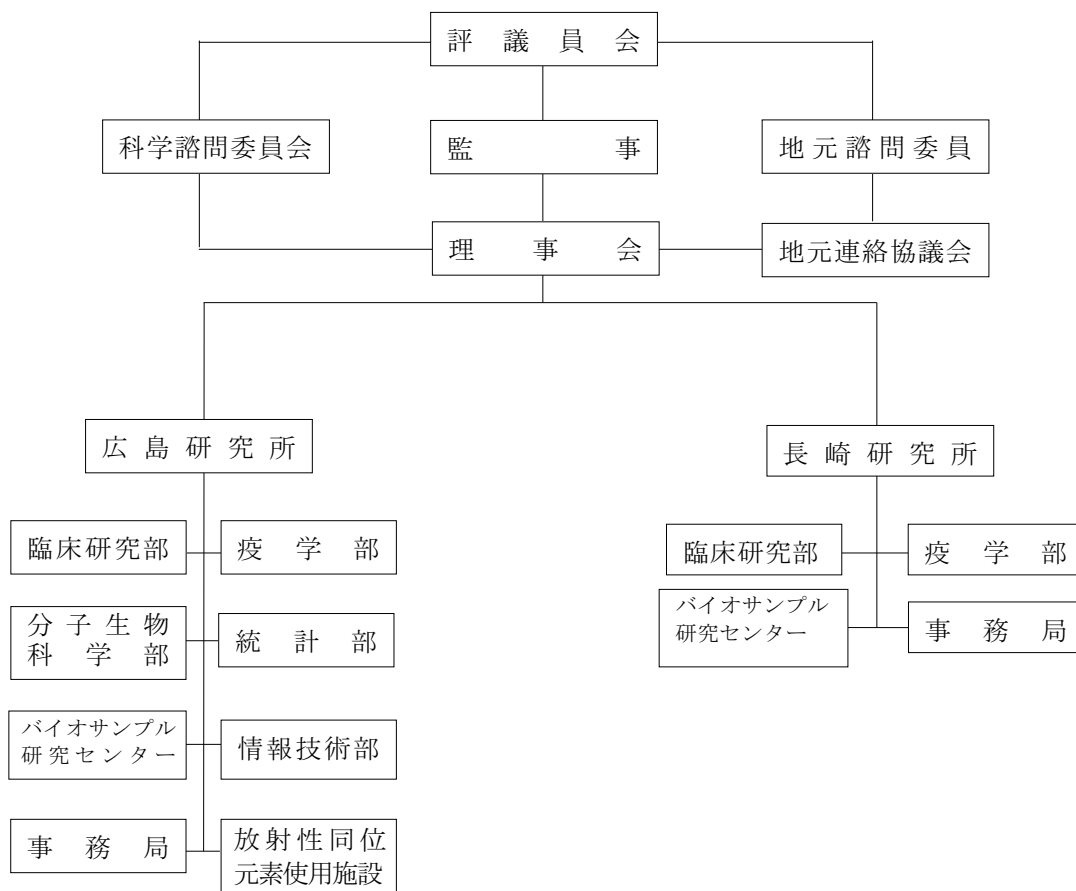 評議員会
科学諮問委員会
監事
地元諮問委員
理事会
地元連絡協議会
広島研究所
長崎研究所
臨床研究部
疫学部
分子生物
科学部
統計部
バイオサンプル
研究センター
情報技術部
事務局
放射性同位
元素使用施設
臨床研究部
疫学部
バイオサンプル
研究センター
事務局